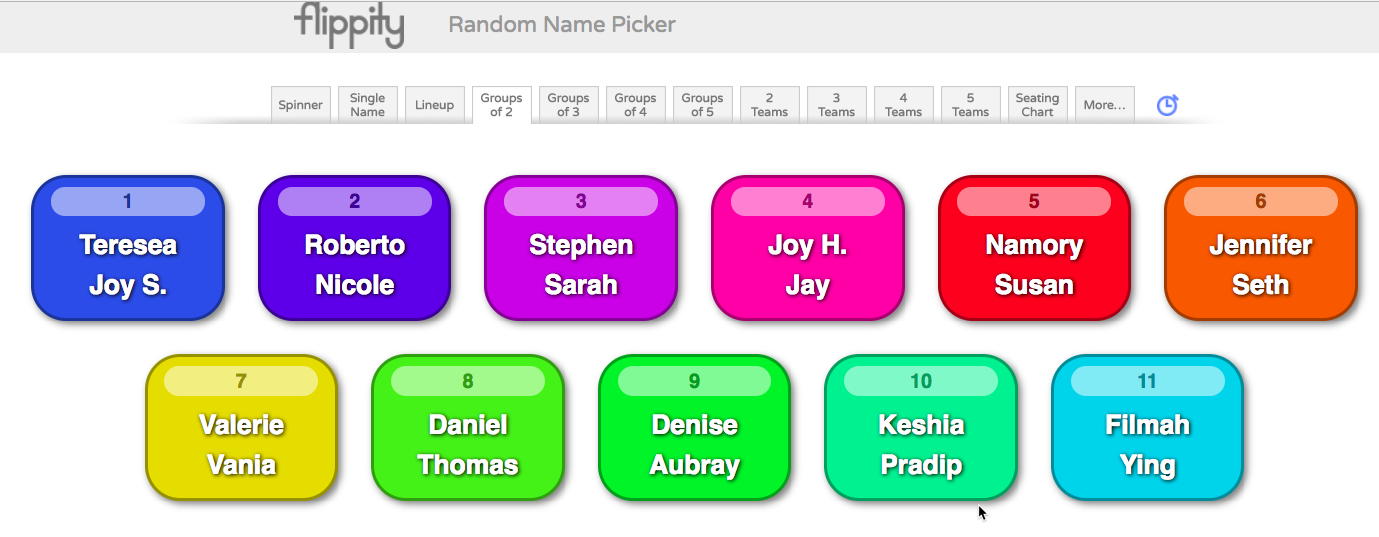 flippity Random Name Picker
Spinner
Single
Name
Lineup
Groups
of 2
Groups
of 3
Groups
of 4
Groups
of 5
2
Teams
3
Teams
4
Teams
5
Teams
Seating
Chart
More...
1
Teresea
Joy S.
2
Roberto
Nicole
3
Stephen
Sarah
4
Joy H.
Jay
5
Namory
Susan
6
Jennifer
Seth
7
Valerie
Vania
8
Daniel
Thomas
9
Denise
Aubray
10
Keshia
Pradip
11
Filmah
Ying